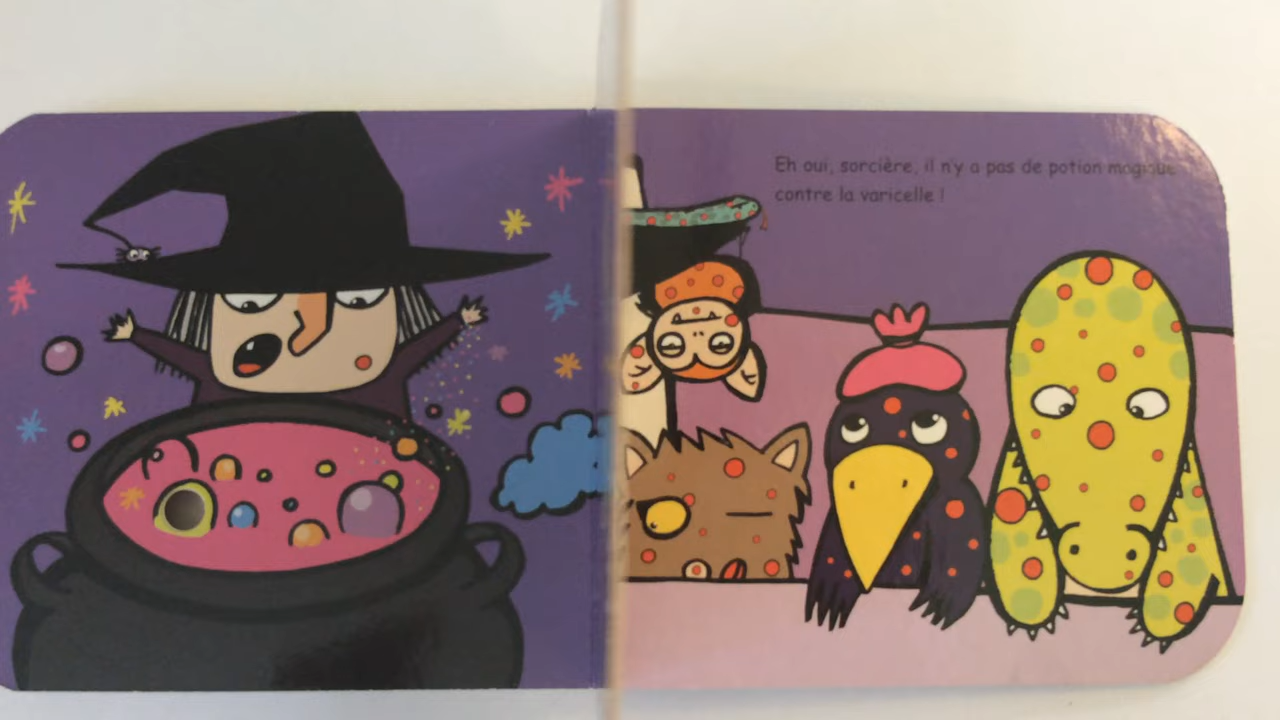 Eh oui, sorcière, il n'y a pas de potion magique
contre la varicelle !